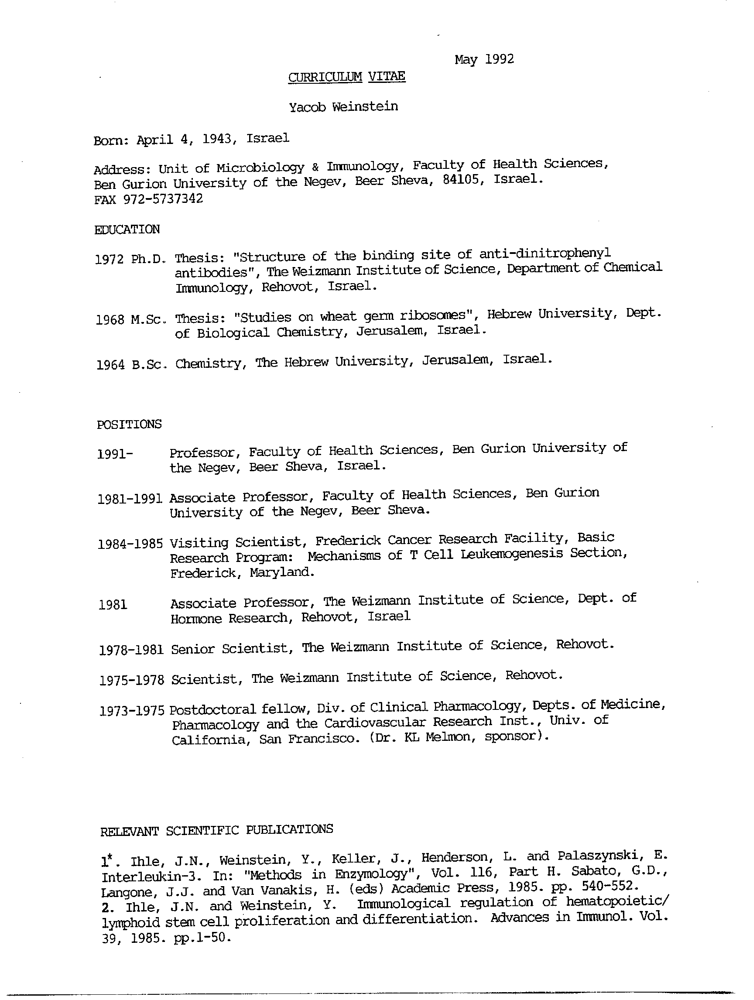 May 1992
CURRICULUM VITAE
Yacob Weinstein
Born: April 4, 1943, Israel
Address: Unit of Microbiology & Immunology, Faculty of Health Sciences,
Ben Gurion University of the Negev, Beer Sheva, 84105, Israel.
FAX 972-5737342
EDUCATION
1972 Ph.D. Thesis: "Structure of the binding site of anti-dinitrophenyl
antibodies", The Weizmann Institute of Science, Department of Chemical
Immunology, Rehovot, Israel.
1968 M.Sc. Thesis: "Studies on wheat germ ribosomes", Hebrew University, Dept.
of Biological Chemistry, Jerusalem, Israel.
1964 B.Sc. Chemistry, The Hebrew University, Jerusalem, Israel.
POSITIONS
1991- Professor, Faculty of Health Sciences, Ben Gurion University of
the Negev, Beer Sheva, Israel.
1981-1991 Associate Professor, Faculty of Health Sciences, Ben Gurion
University of the Negev, Beer Sheva.
1984-1985 Visiting Scientist, Frederick Cancer Research Facility, Basic
Research Program: Mechanisms of T Cell Leukemogenesis Section,
Frederick, Maryland.
1981 Associate Professor, The Weizmann Institute of Science, Dept. of
Hormone Research, Rehovot, Israel
1978-1981 Senior Scientist, The Weizmann Institute of Science, Rehovot.
1975-1978 Scientist, The Weizmann Institute of Science, Rehovot.
1973-1975 Postdoctoral fellow, Div. of Clinical Pharmacology, Depts. of Medicine,
Pharmacology and the Cardiovascular Research Inst., Univ. of
California, San Francisco. (Dr. KL Melmon, sponsor).
RELEVANT SCIENTIFIC PUBLICATIONS
1*. Ihle, J.N., Weinstein, Y., Keller, J., Henderson, L. and Palaszynski, E.
Interleukin-3. In: "Methods in Enzymology", Vol. 116, Part H. Sabato, G.D.,
Langone, J.J. and Van Vanakis, H. (eds) Academic Press, 1985. pp. 540-552.
2. Ihle, J.N. and Weinstein, Y. Immunological regulation of hematopoietic/
lymphoid stem cell proliferation and differentiation. Advances in Immunol. Vol.
39, 1985. pp.1-50.